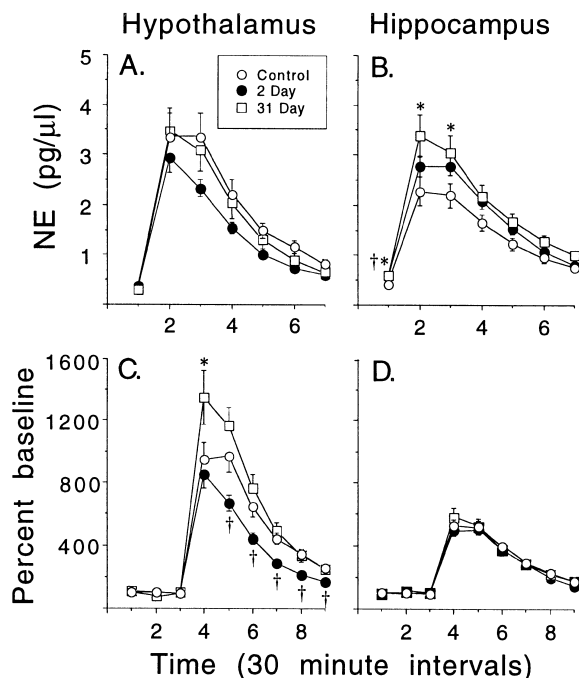 Hypothalamus
Hippocampus
A.
Control
2 Day
31 Day
B.
NE (pg/µl)
5
4
3
2
1
* *
†*
2 4 6
2 4 6
C.
D.
Percent baseline
1600
1200
800
400
*
† † † † †
2 4 6 8
2 4 6 8
Time (30 minute intervals)